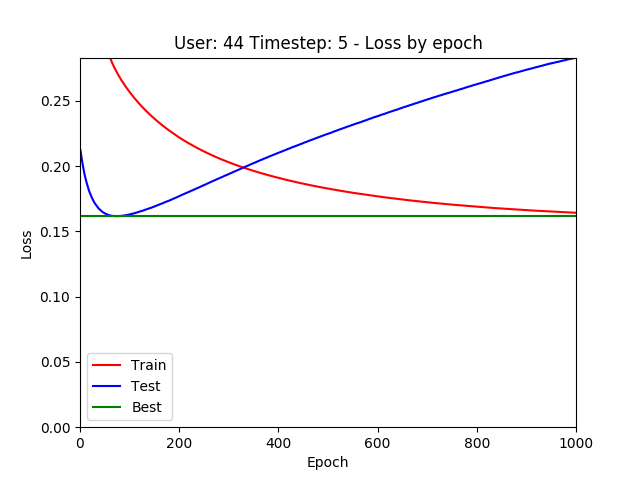 User: 44 Timestep: 5 - Loss by epoch
Loss
0.25
0.20
0.15
0.10
0.05
0.00
Train
Test
Best
0 200 400 600 800 1000
Epoch